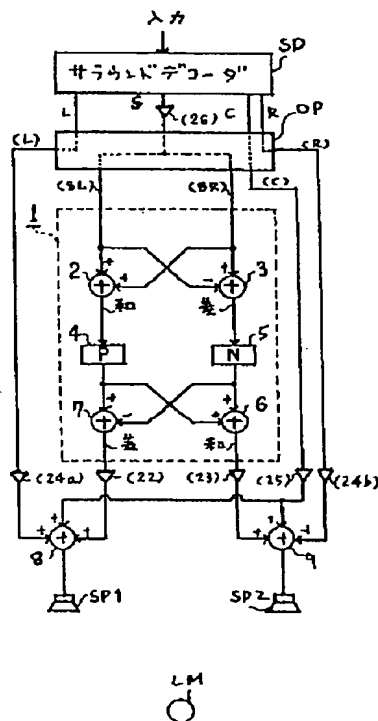 入力
SD
サラウンドデコーダ
L S C R
(26)
OP
(L) (R)
(C)
(SL) (SR)
1
+ + - +
2 3
和 差
4 5
P N
+ - + +
7 6
差 和
(24a) (22) (23) (25) (24b)
+ + + + + +
8 9
SP1 SP2
LM